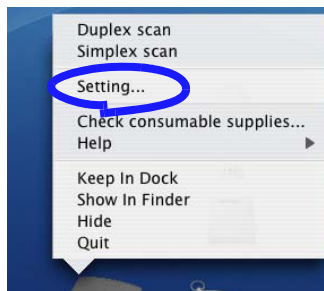 Duplex scan
Simplex scan
Setting...
Check consumable supplies...
Help
Keep In Dock
Show In Finder
Hide
Quit